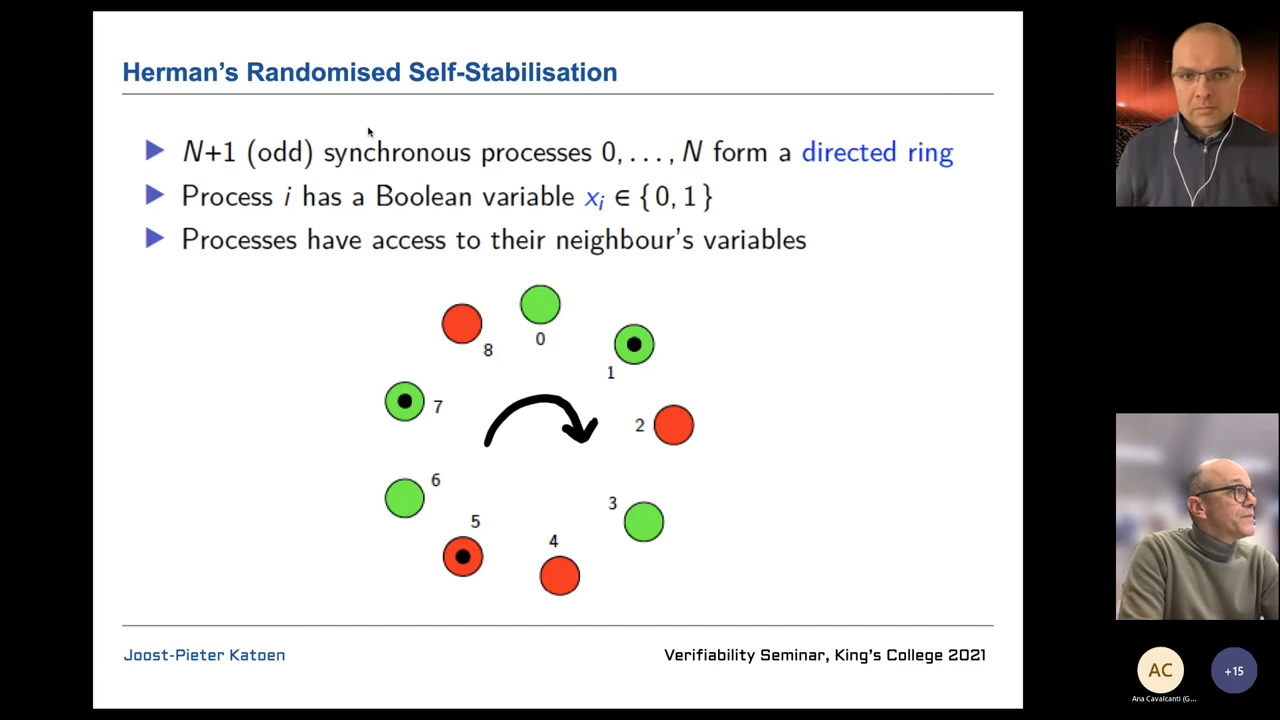 Herman's Randomised Self-Stabilisation
N+1 (odd) synchronous processes 0, . . . , N form a directed ring
Process i has a Boolean variable xᵢ ∈ {0, 1}
Processes have access to their neighbour's variables
0
8
1
7
2
6
3
5
4
Joost-Pieter Katoen
Verifiability Seminar, King's College 2021
AC
+15
Ana Cavalcanti (G...